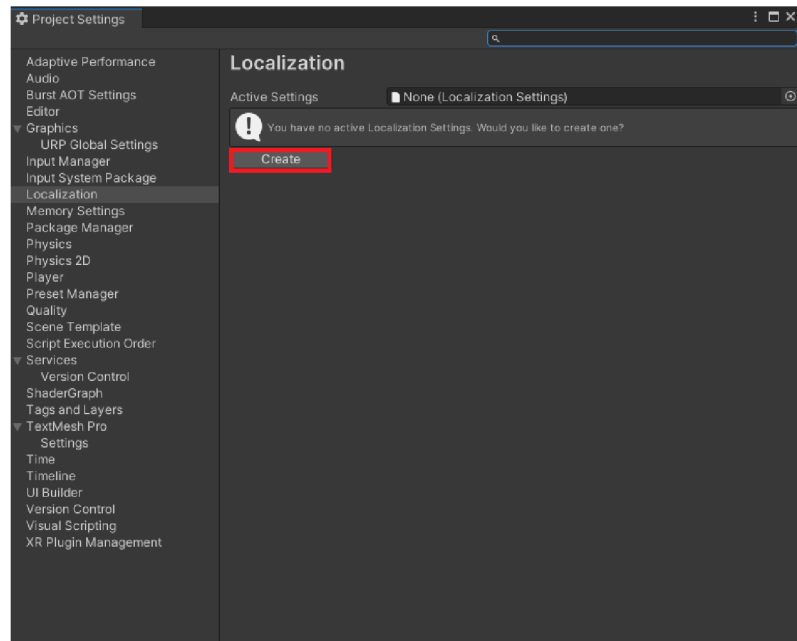 Project Settings
Adaptive Performance
Audio
Burst AOT Settings
Editor
Graphics
URP Global Settings
Input Manager
Input System Package
Localization
Memory Settings
Package Manager
Physics
Physics 2D
Player
Preset Manager
Quality
Scene Template
Script Execution Order
Services
Version Control
ShaderGraph
Tags and Layers
TextMesh Pro
Settings
Time
Timeline
UI Builder
Version Control
Visual Scripting
XR Plugin Management
Localization
Active Settings None (Localization Settings)
You have no active Localization Settings. Would you like to create one?
Create